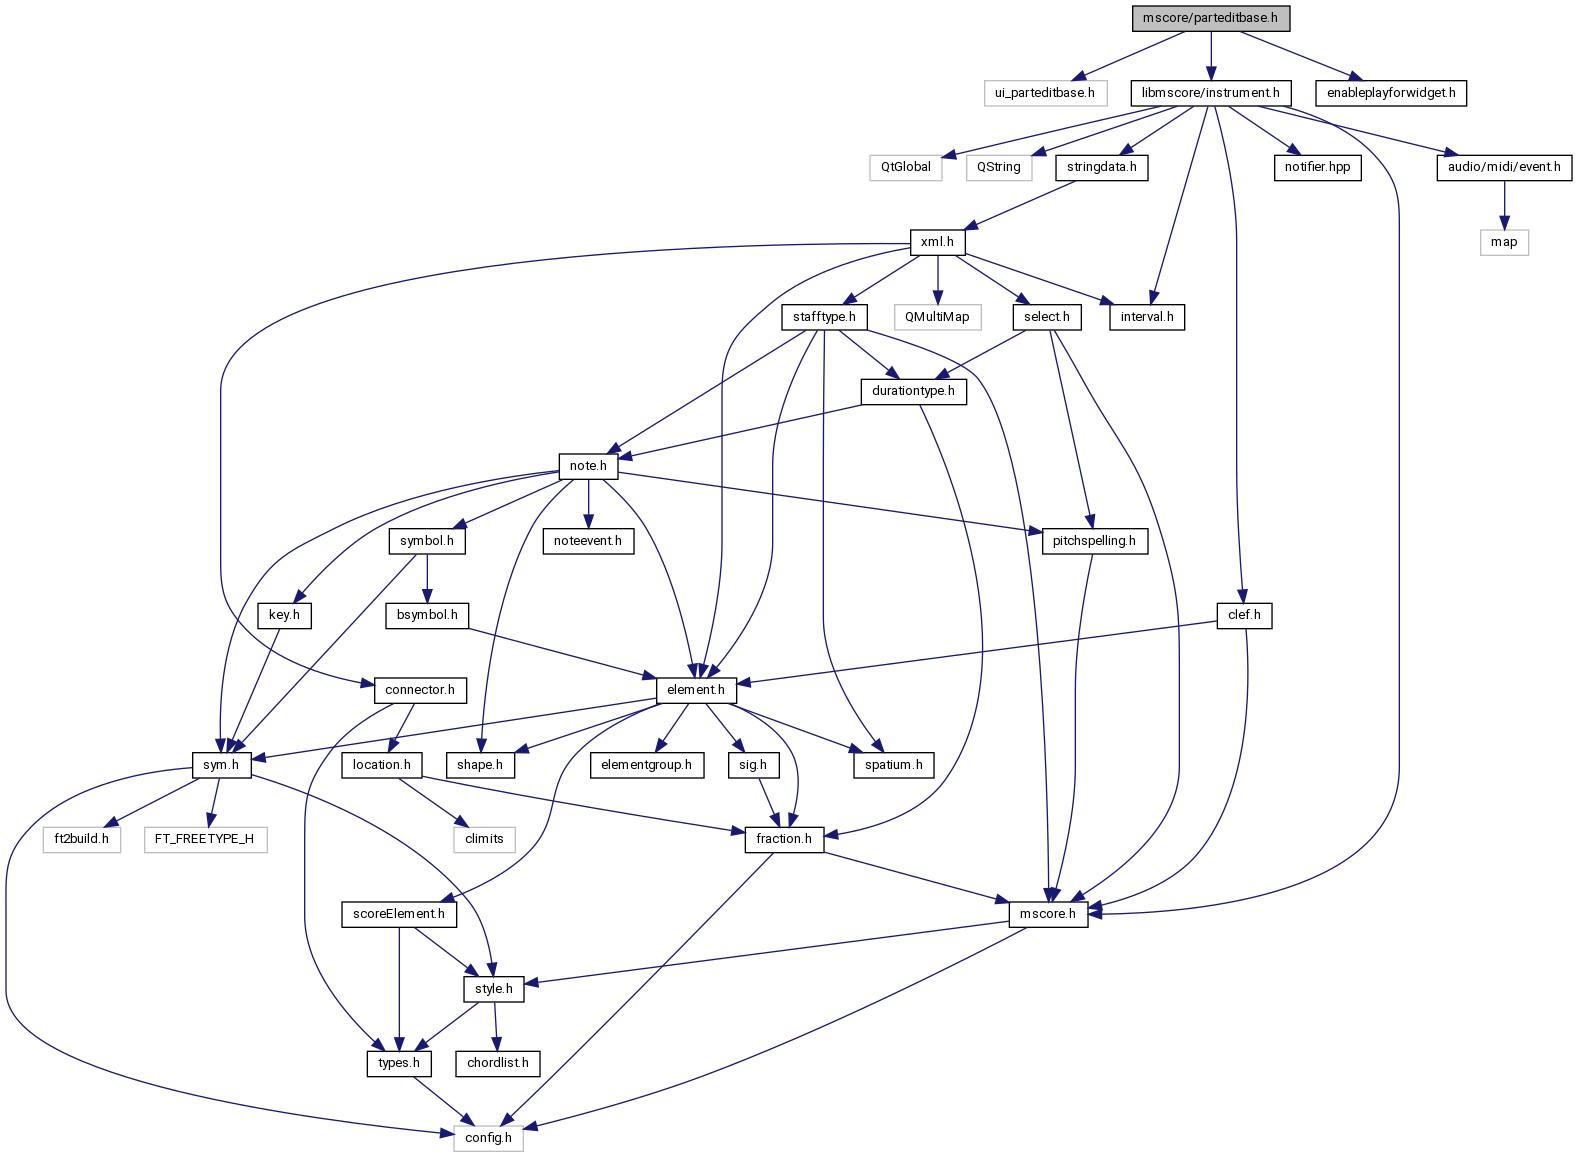 mscore/parteditbase.h
ui_parteditbase.h
libmscore/instrument.h
enableplayforwidget.h
QtGlobal
QString
stringdata.h
notifier.hpp
audio/midi/event.h
xml.h
map
stafftype.h
QMultiMap
select.h
interval.h
durationtype.h
note.h
symbol.h
noteevent.h
pitchspelling.h
key.h
bsymbol.h
clef.h
connector.h
element.h
sym.h
location.h
shape.h
elementgroup.h
sig.h
spatium.h
ft2build.h
FT_FREETYPE_H
climits
fraction.h
scoreElement.h
mscore.h
style.h
types.h
chordlist.h
config.h